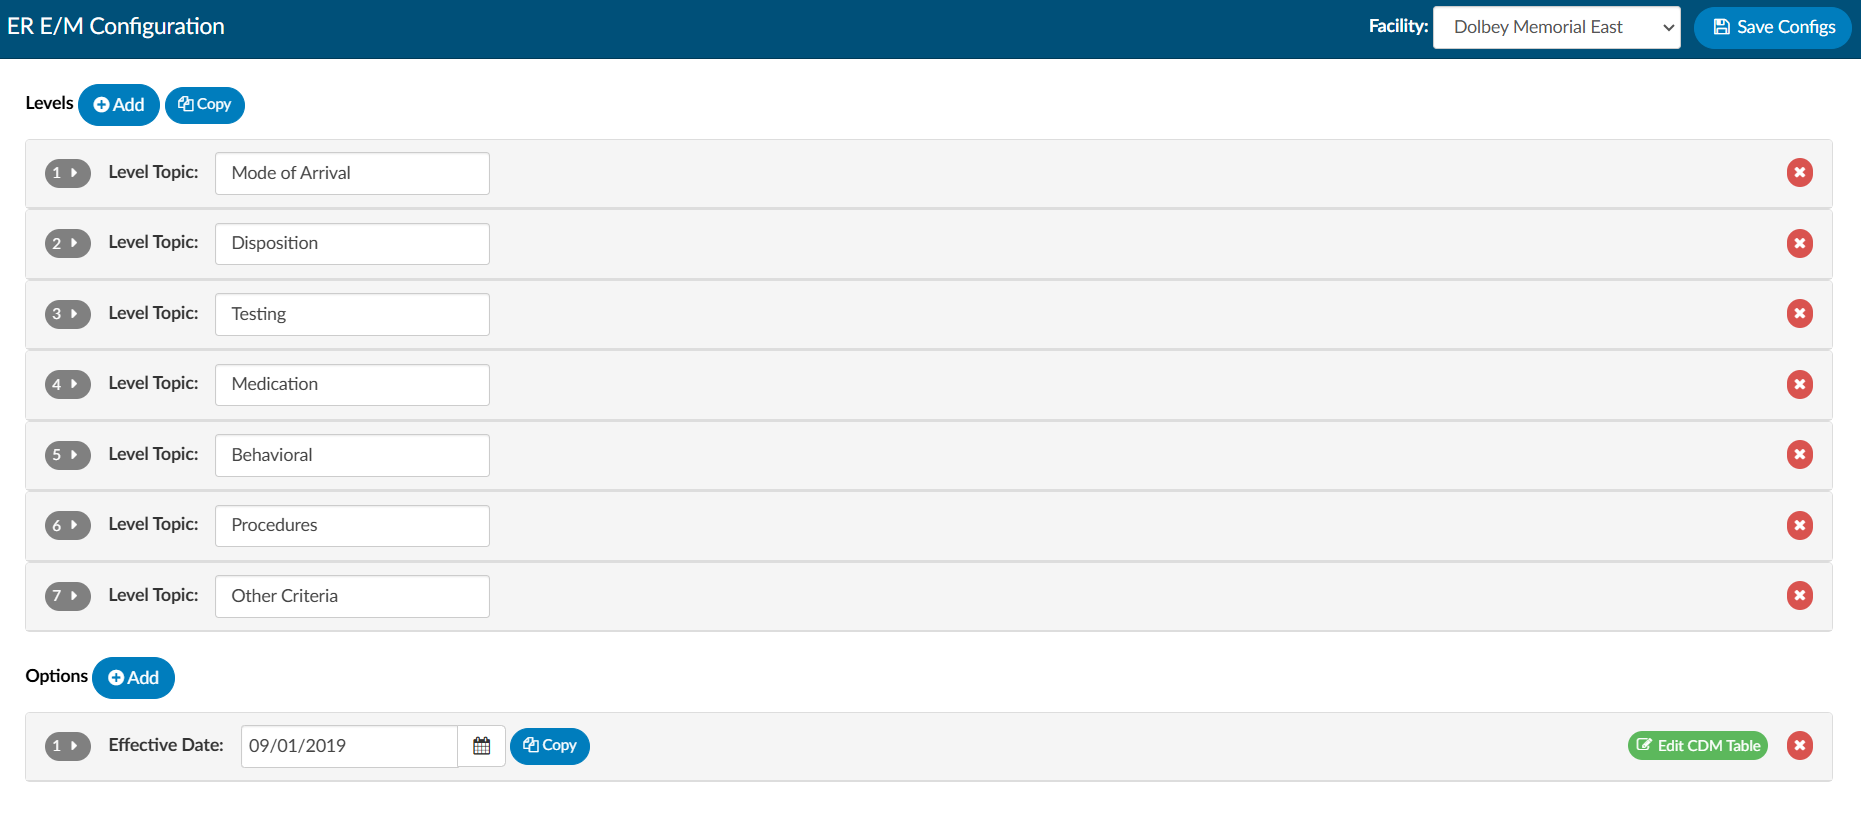 ER E/M Configuration Facility: Dolbey Memorial East Save Configs
Levels Add Copy
1 Level Topic: Mode of Arrival
2 Level Topic: Disposition
3 Level Topic: Testing
4 Level Topic: Medication
5 Level Topic: Behavioral
6 Level Topic: Procedures
7 Level Topic: Other Criteria
Options Add
1 Effective Date: 09/01/2019 Copy Edit CDM Table